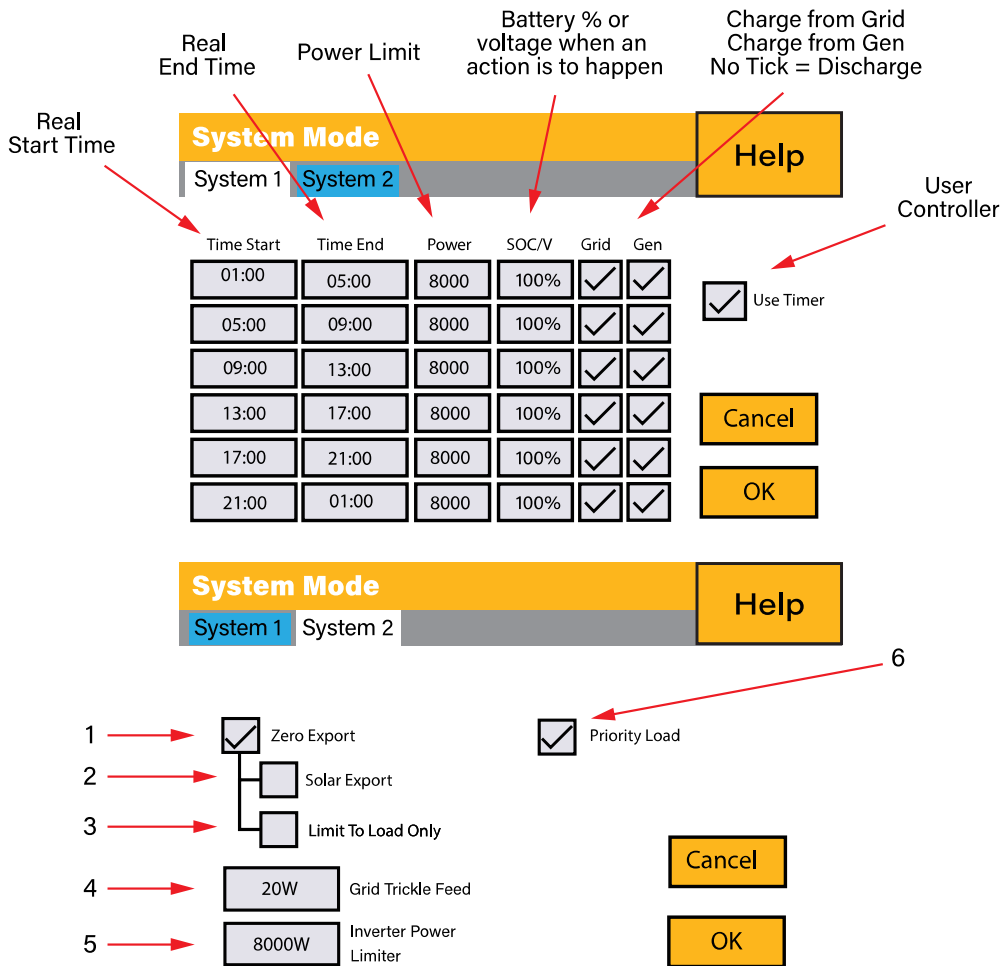 Real
Start Time
Real
End Time
Power Limit
Battery % or
voltage when an
action is to happen
Charge from Grid
Charge from Gen
No Tick = Discharge
System Mode
Help
System 1
System 2
User
Controller
Time Start
Time End
Power
SOC/V
Grid
Gen
01:00
05:00
8000
100%
Use Timer
05:00
09:00
8000
100%
09:00
13:00
8000
100%
13:00
17:00
8000
100%
Cancel
17:00
21:00
8000
100%
21:00
01:00
8000
100%
OK
System Mode
Help
System 1
System 2
6
1
Zero Export
Priority Load
2
Solar Export
3
Limit To Load Only
Cancel
4
20W
Grid Trickle Feed
5
8000W
Inverter Power
Limiter
OK